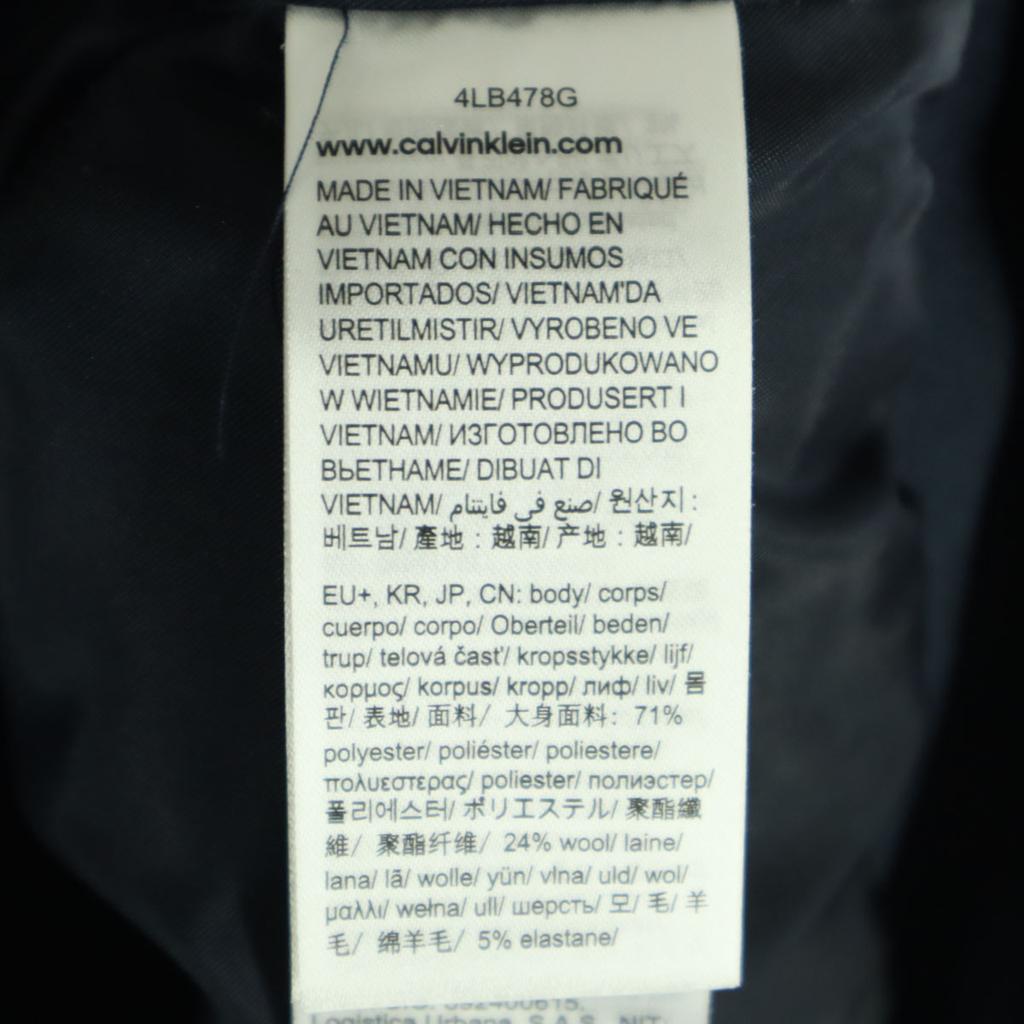 4LB478G
www.calvinklein.com
MADE IN VIETNAM/ FABRIQUÉ
AU VIETNAM/ HECHO EN
VIETNAM CON INSUMOS
IMPORTADOS/ VIETNAM'DA
URETILMISTIR/ VYROBENO VE
VIETNAMU/ WYPRODUKOWANO
W WIETNAMIE/ PRODUSERT I
VIETNAM/ ИЗГОТОВЛЕНО ВО
ВЬЕТНАМЕ/ DIBUAT DI
VIETNAM/ صنع في فايتنام/ 원산지 :
베트남/ 產地 : 越南/ 产地 : 越南/
EU+, KR, JP, CN: body/ corps/
cuerpo/ corpo/ Oberteil/ beden/
trup/ telová časť/ kropsstykke/ lijf/
κορμος/ korpus/ kropp/ лиф/ liv/ 몸
판/ 表地/ 面料/ 大身面料: 71%
polyester/ poliéster/ poliestere/
πολυεστερας/ poliester/ полиэстер/
폴리에스터/ ポリエステル/ 聚酯纖
維/ 聚酯纤维/ 24% wool/ laine/
lana/ lã/ wolle/ yün/ vlna/ uld/ wol/
μαλλι/ wełna/ ull/ шерсть/ 모/ 毛/ 羊
毛/ 绵羊毛/ 5% elastane/
Logistica Urbana S.A.S. NIT: